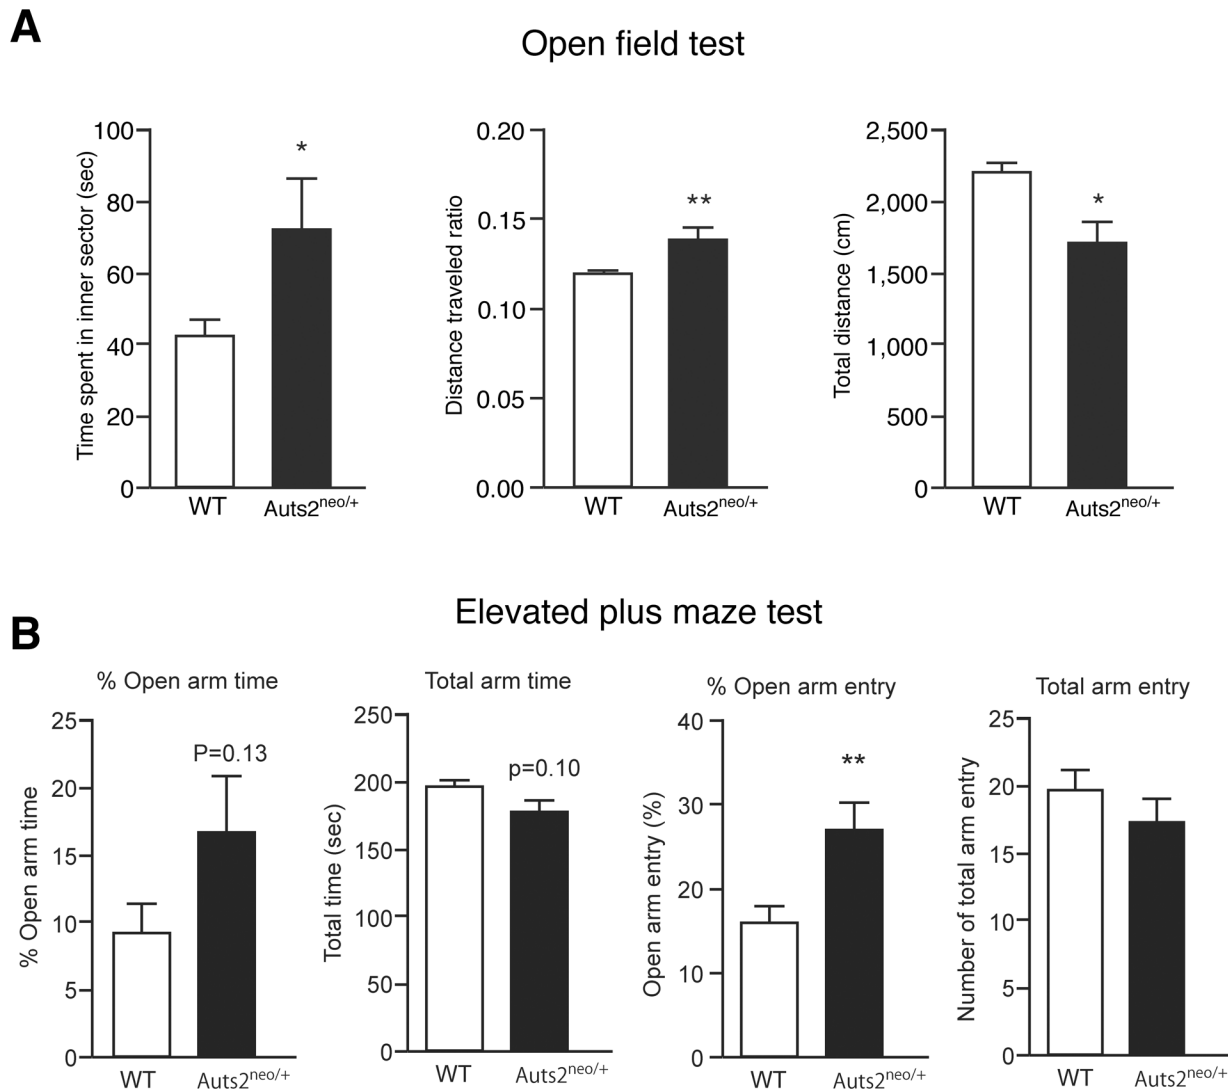 A
Open field test
Time spent in inner sector (sec)
100
80
60
40
20
0
*
WT
Auts2neo/+
Distance traveled ratio
0.20
0.15
0.10
0.05
0.00
**
WT
Auts2neo/+
Total distance (cm)
2,500
2,000
1,500
1,000
500
0
*
WT
Auts2neo/+
B
Elevated plus maze test
% Open arm time
% Open arm time
25
20
15
10
5
0
P=0.13
WT
Auts2neo/+
Total arm time
Total time (sec)
250
200
150
100
50
0
p=0.10
WT
Auts2neo/+
% Open arm entry
Open arm entry (%)
40
30
20
10
0
**
WT
Auts2neo/+
Total arm entry
Number of total arm entry
25
20
15
10
5
0
WT
Auts2neo/+